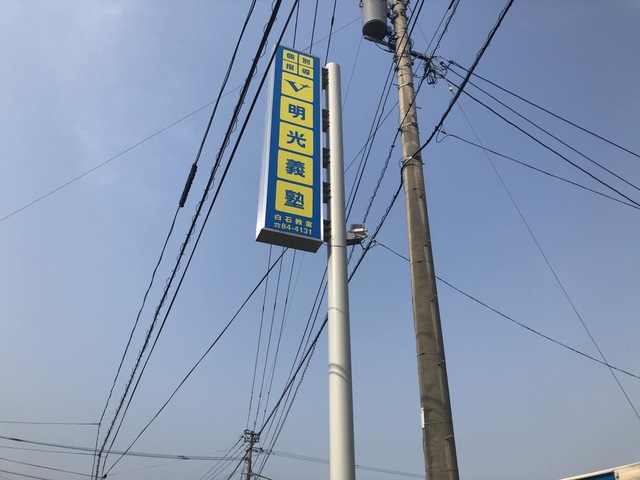 個別
指導
明光義塾
白石教室
☎84-4131